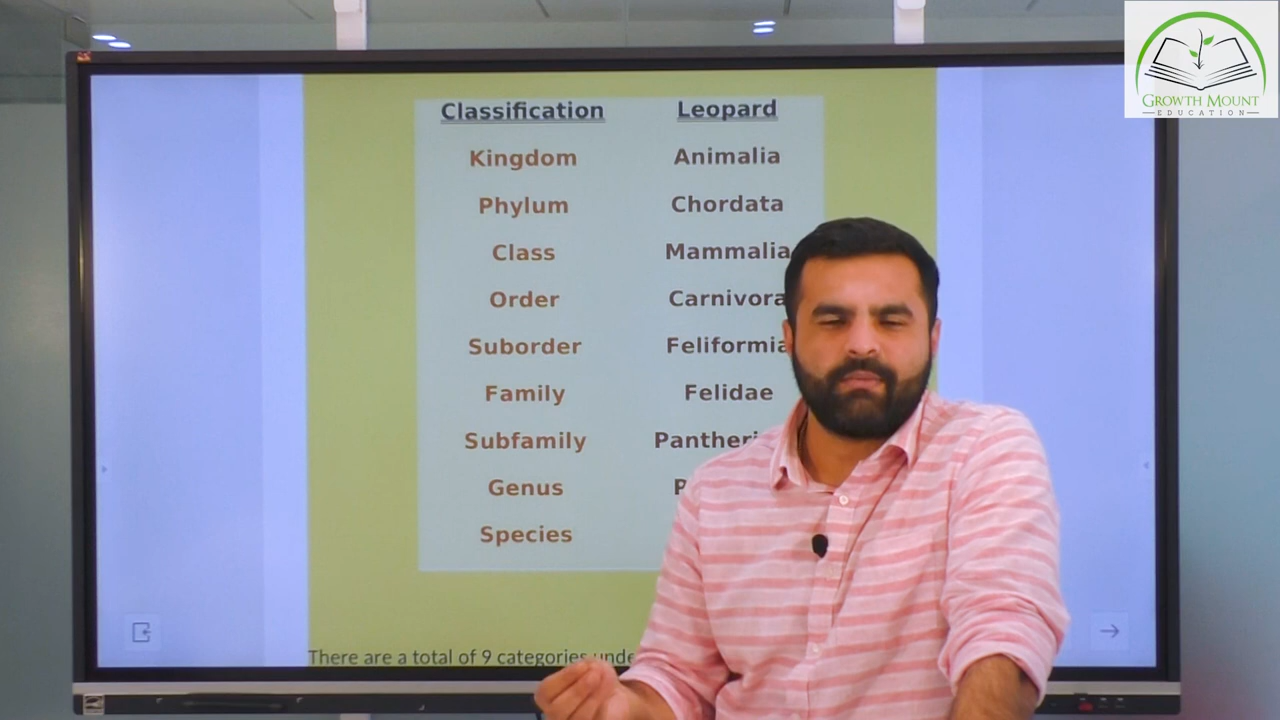 Classification Leopard
Kingdom Animalia
Phylum Chordata
Class Mammalia
Order Carnivora
Suborder Feliformia
Family Felidae
Subfamily
Genus
Species
There are a total of 9 categories
GROWTH MOUNT
EDUCATION